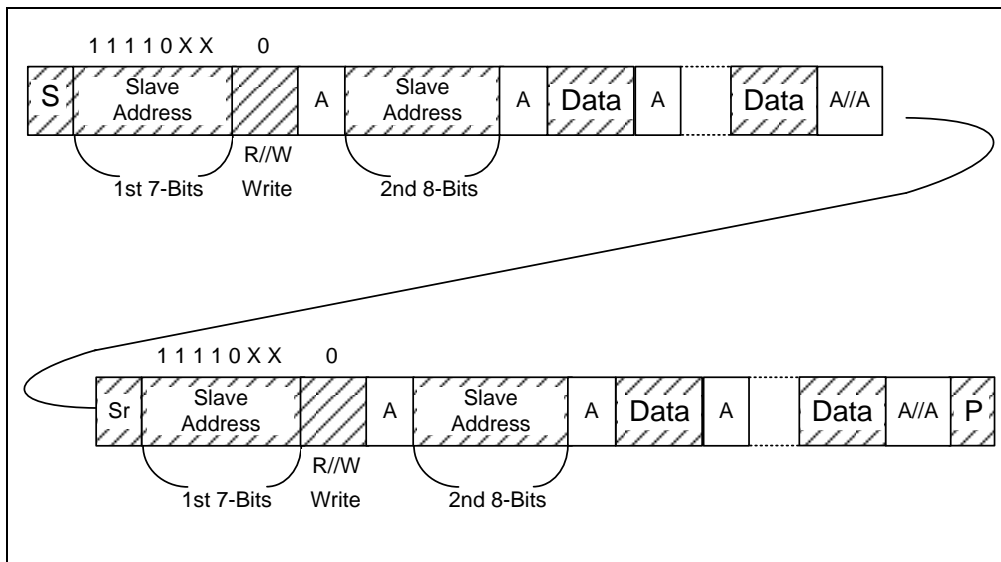 1 1 1 1 0 X X 0
S Slave Address A Slave Address A Data A Data A//A
R//W
1st 7-Bits Write 2nd 8-Bits
1 1 1 1 0 X X 0
Sr Slave Address A Slave Address A Data A Data A//A P
R//W
1st 7-Bits Write 2nd 8-Bits